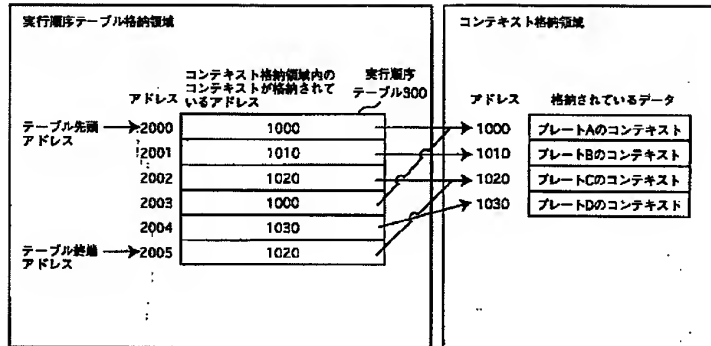 実行順序テーブル格納領域
コンテキスト格納領域内の
コンテキストが格納されて
いるアドレス
実行順序
テーブル300
アドレス
テーブル先頭
アドレス
2000 1000
2001 1010
2002 1020
2003 1000
2004 1030
テーブル終端
アドレス
2005 1020
コンテキスト格納領域
アドレス 格納されているデータ
1000 プレートAのコンテキスト
1010 プレートBのコンテキスト
1020 プレートCのコンテキスト
1030 プレートDのコンテキスト